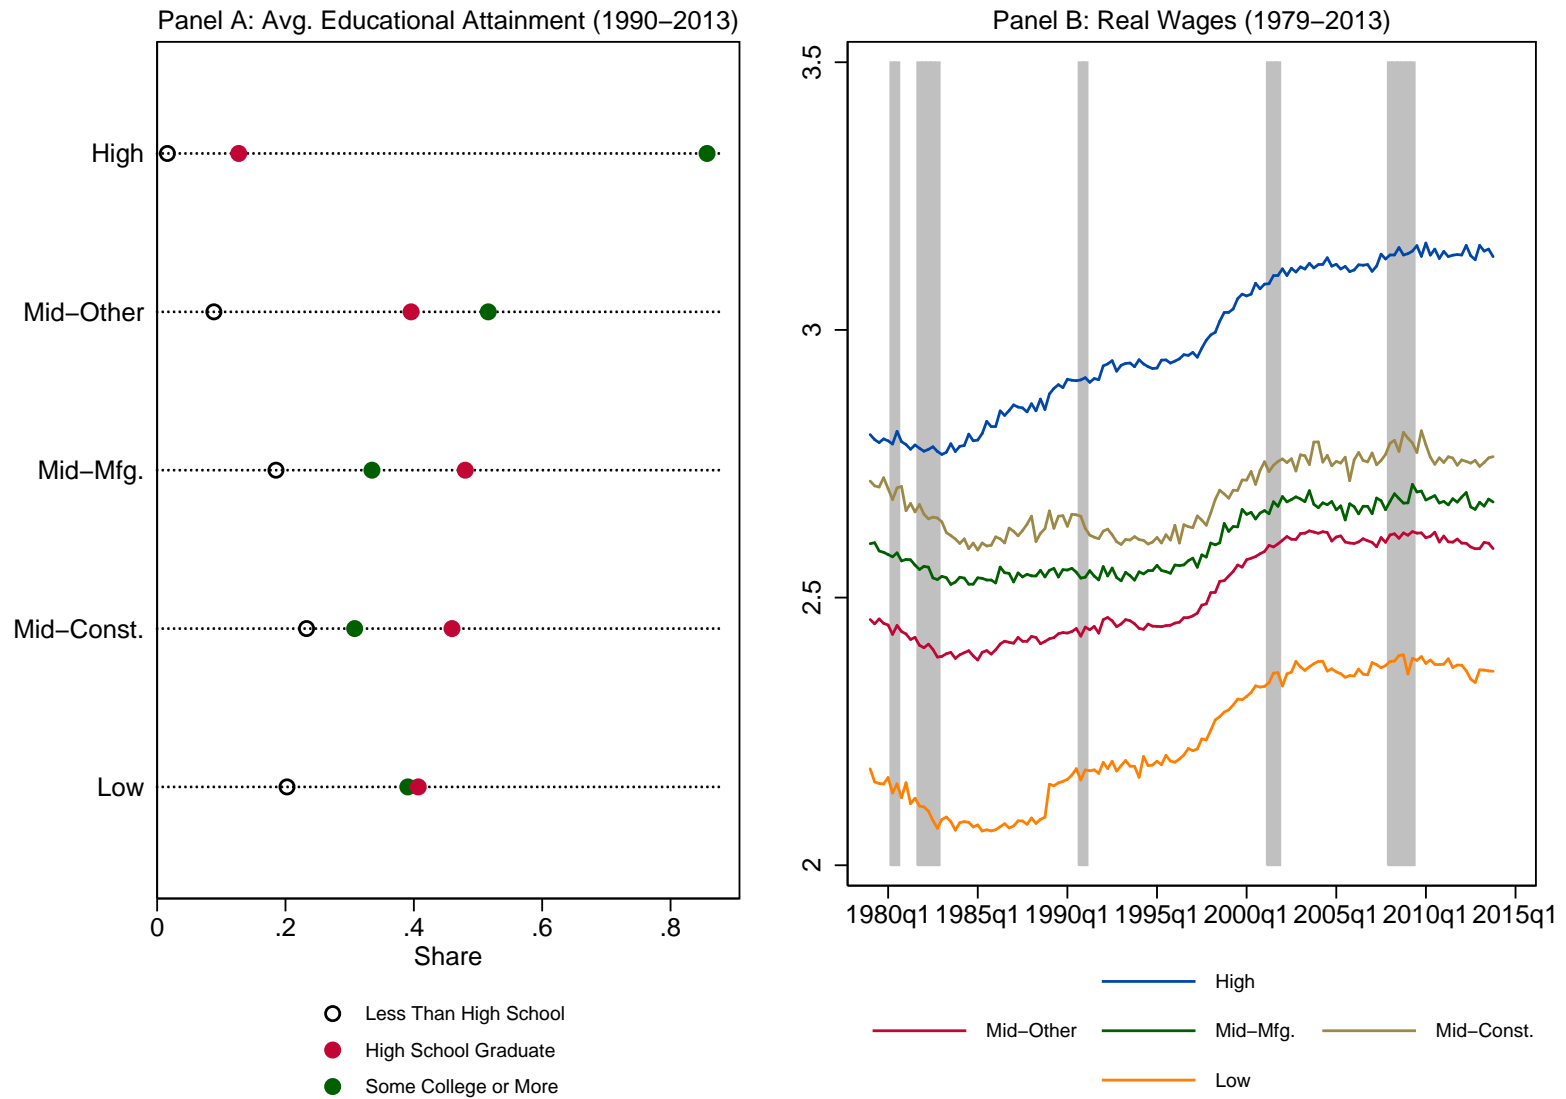 Panel A: Avg. Educational Attainment (1990−2013)
High
Mid−Other
Mid−Mfg.
Mid−Const.
Low
0 .2 .4 .6 .8
Share
Less Than High School
High School Graduate
Some College or More
Panel B: Real Wages (1979−2013)
3.5
3
2.5
2
1980q1 1985q1 1990q1 1995q1 2000q1 2005q1 2010q1 2015q1
High
Mid−Other Mid−Mfg. Mid−Const.
Low